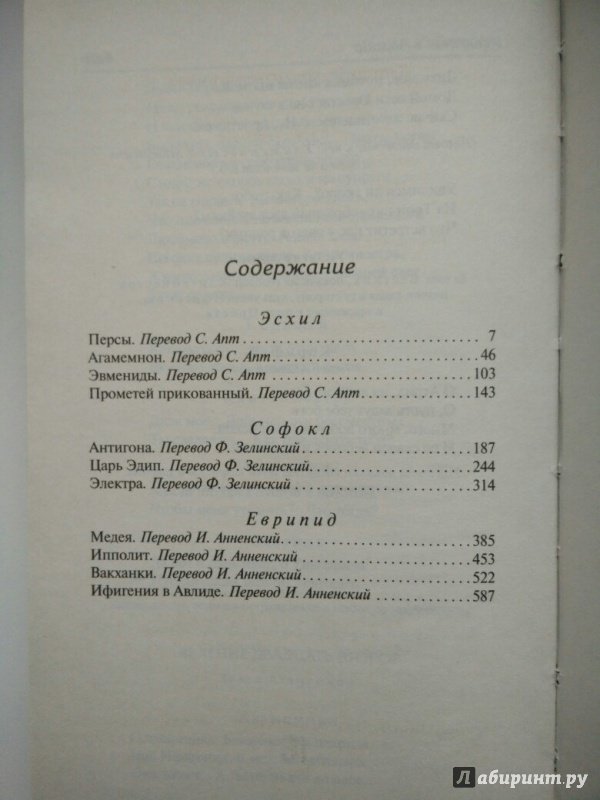 Содержание
Эсхил
Персы. Перевод С. Апт 7
Агамемнон. Перевод С. Апт 46
Эвмениды. Перевод С. Апт 103
Прометей прикованный. Перевод С. Апт 143
Софокл
Антигона. Перевод Ф. Зелинский 187
Царь Эдип. Перевод Ф. Зелинский 244
Электра. Перевод Ф. Зелинский 314
Еврипид
Медея. Перевод И. Анненский 385
Ипполит. Перевод И. Анненский 453
Вакханки. Перевод И. Анненский 522
Ифигения в Авлиде. Перевод И. Анненский 587
Лабиринт.ру